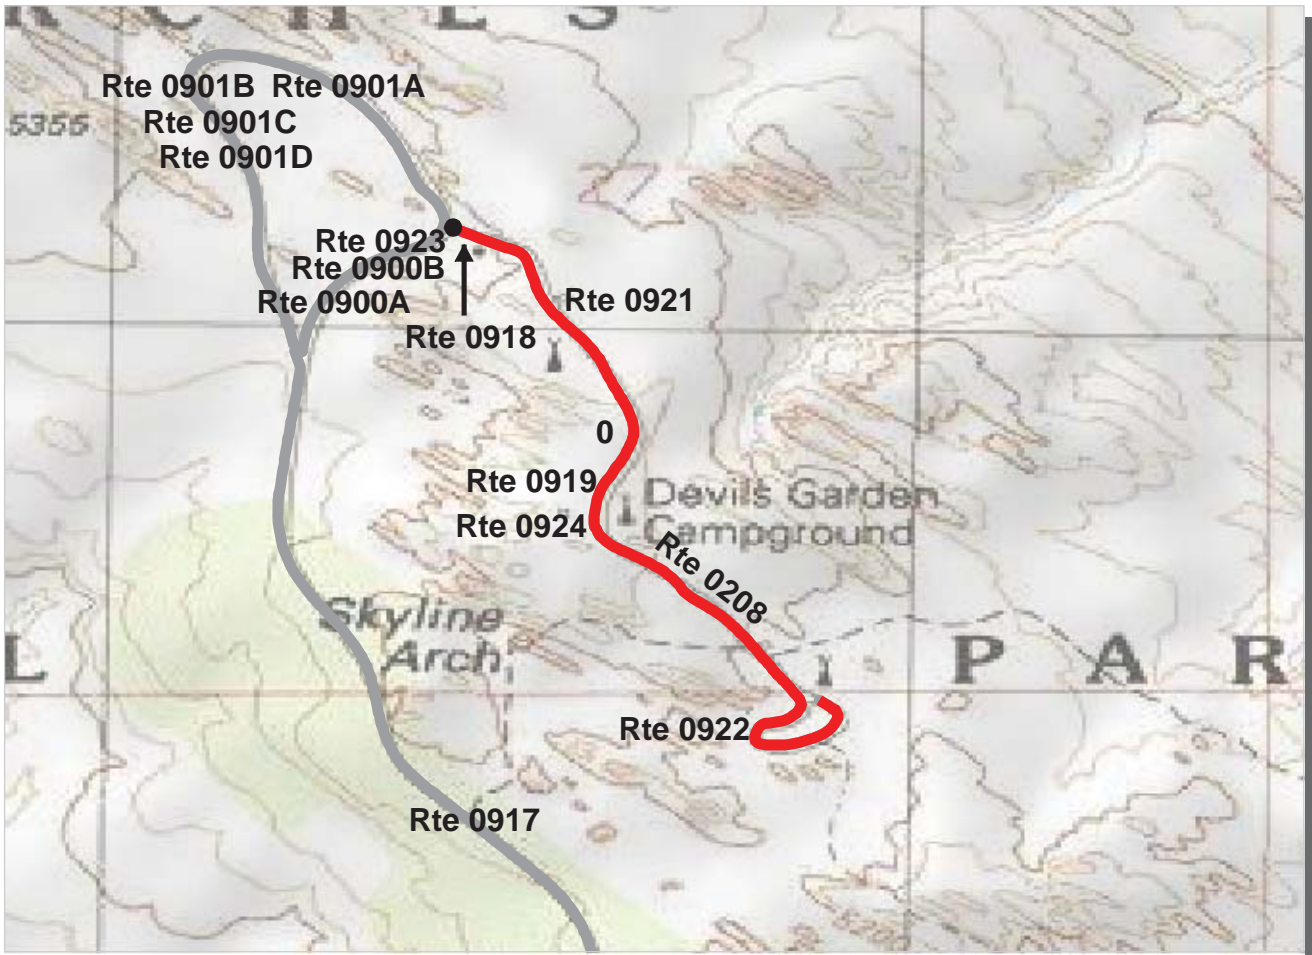 R C H E S
Rte 0901B Rte 0901A
5355
Rte 0901C
Rte 0901D
Rte 0923
Rte 0900B
Rte 0900A
Rte 0921
Rte 0918
0
Rte 0919
Devils Garden
Rte 0924
Campground
Rte 0208
Skyline
Arch
L P A R
Rte 0922
Rte 0917